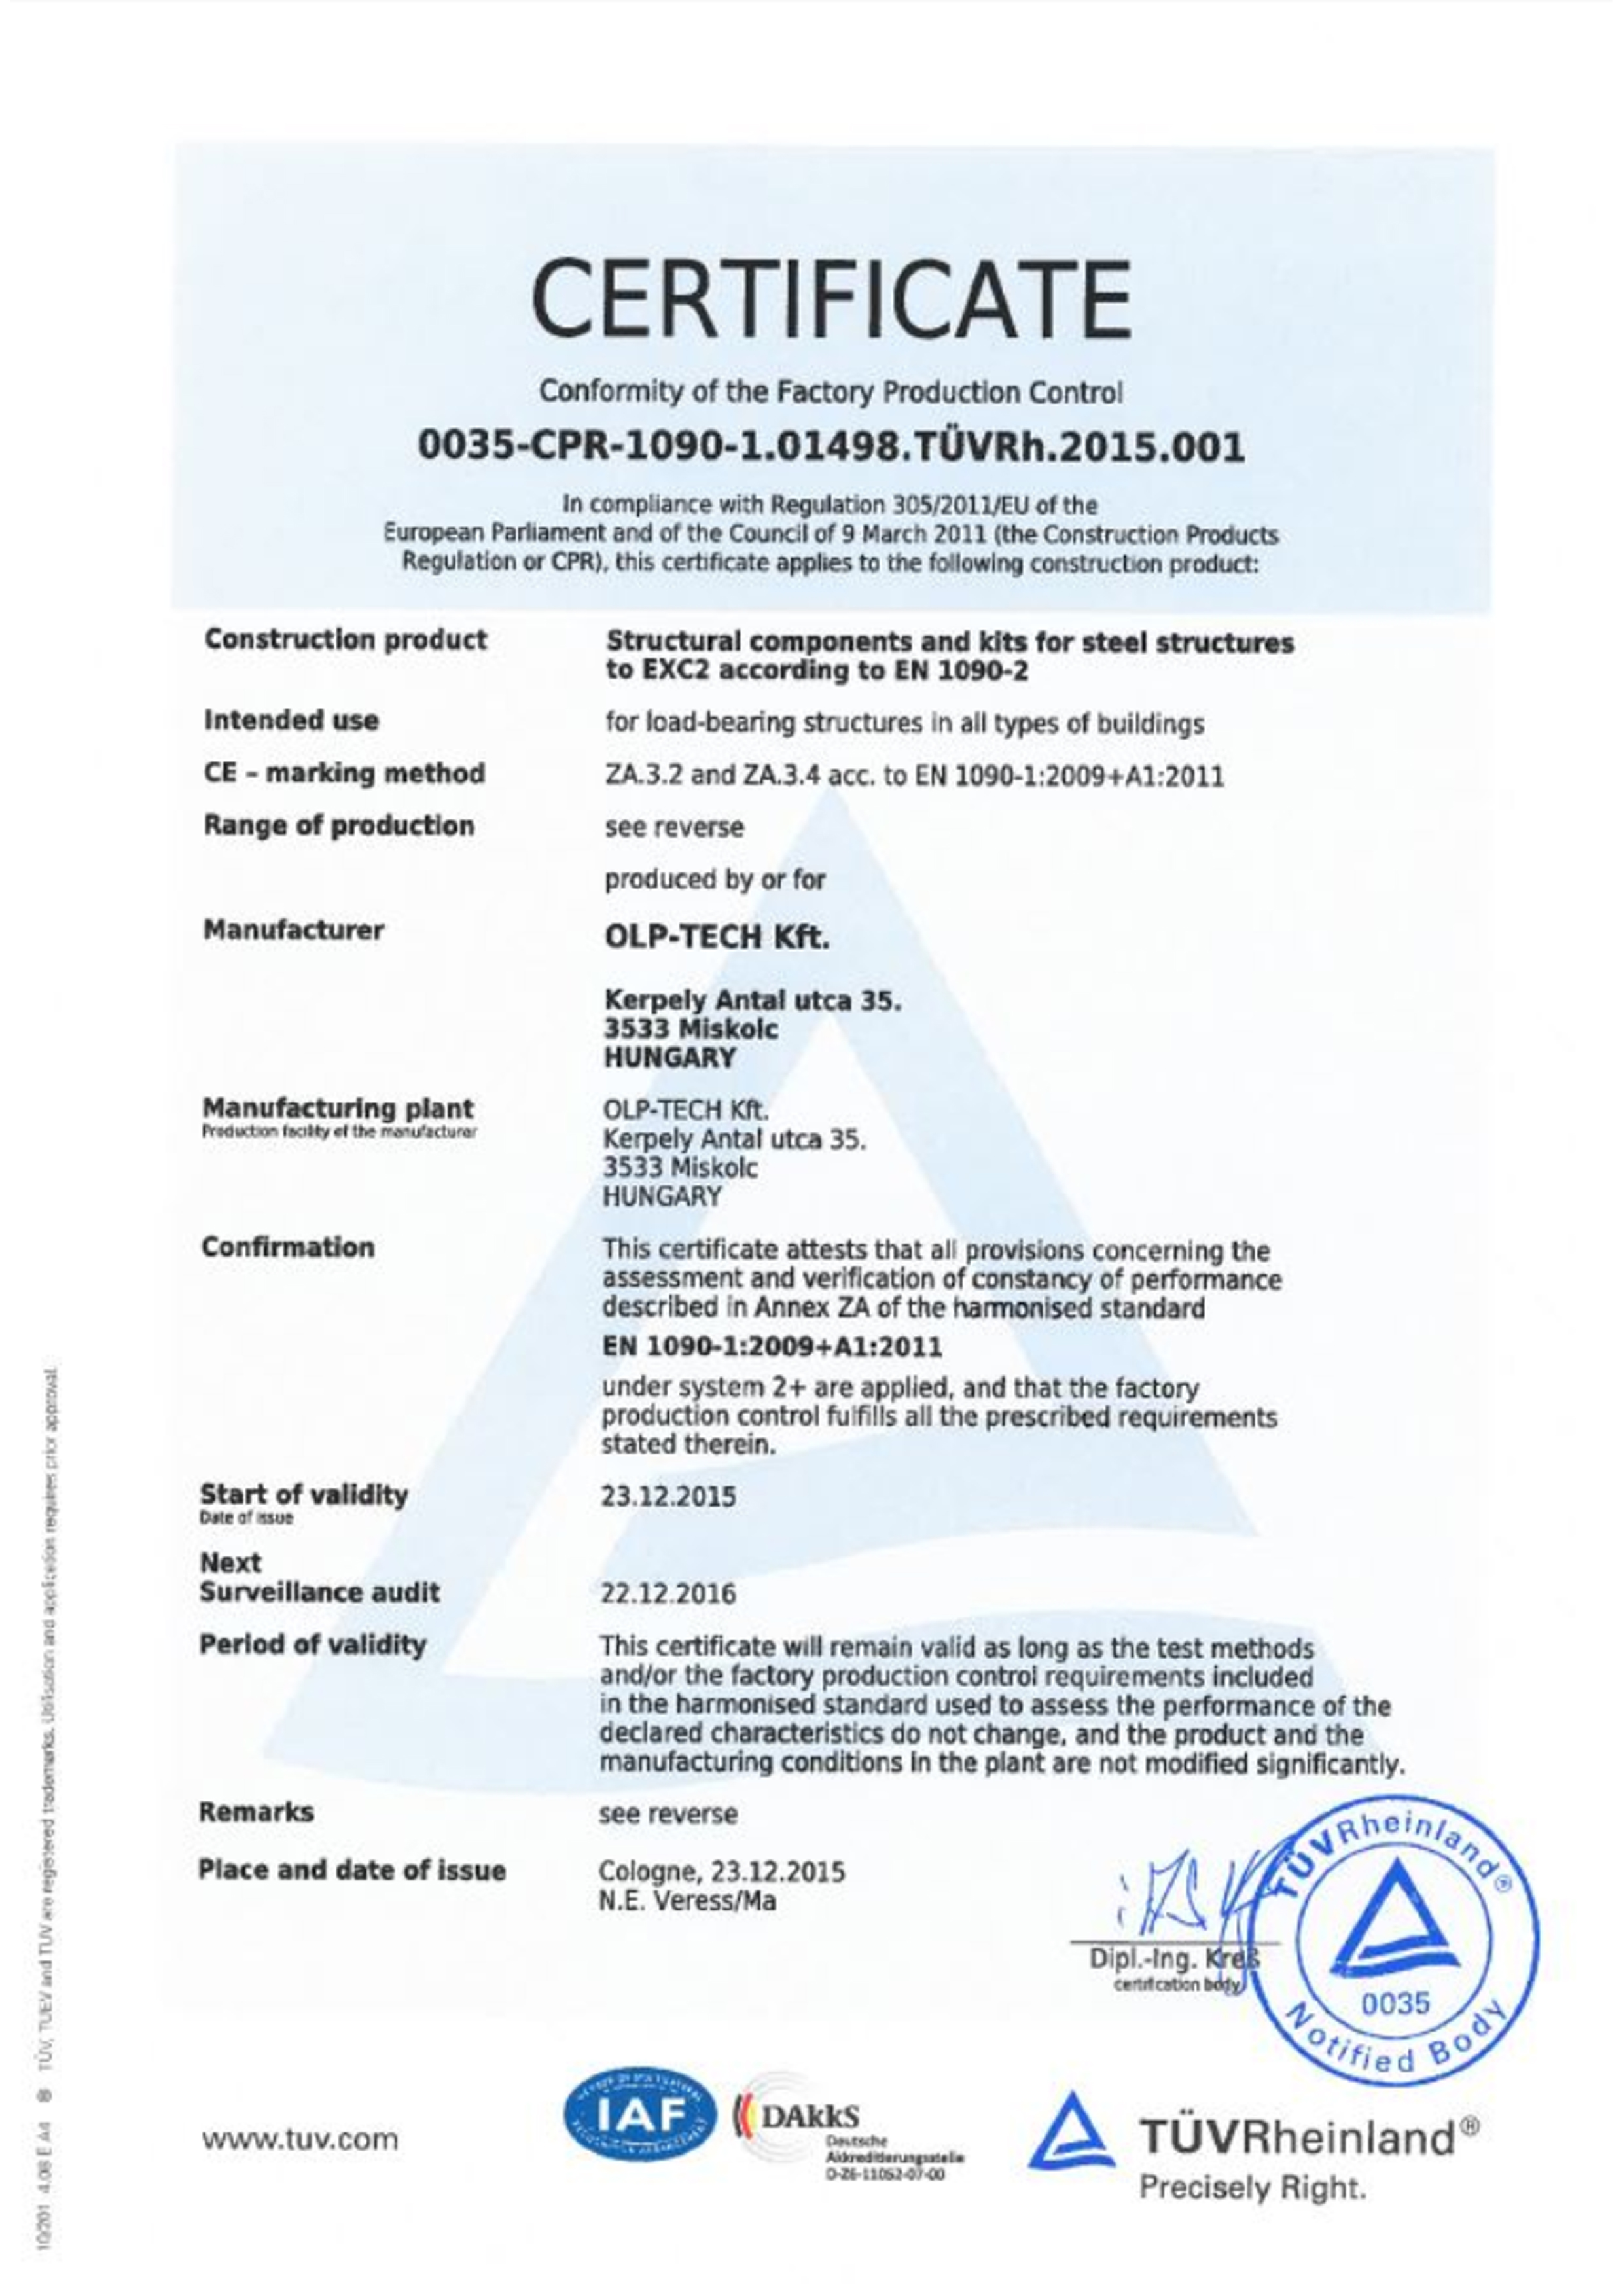 CERTIFICATE
Conformity of the Factory Production Control
0035-CPR-1090-1.01498.TÜVRh.2015.001
In compliance with Regulation 305/2011/EU of the
European Parliament and of the Council of 9 March 2011 (the Construction Products
Regulation or CPR), this certificate applies to the following construction product:
Construction product
Structural components and kits for steel structures
to EXC2 according to EN 1090-2
Intended use
for load-bearing structures in all types of buildings
CE – marking method
ZA.3.2 and ZA.3.4 acc. to EN 1090-1:2009+A1:2011
Range of production
see reverse
produced by or for
Manufacturer
OLP-TECH Kft.
Kerpely Antal utca 35.
3533 Miskolc
HUNGARY
Manufacturing plant
Production facility of the manufacturer
OLP-TECH Kft.
Kerpely Antal utca 35.
3533 Miskolc
HUNGARY
Confirmation
This certificate attests that all provisions concerning the
assessment and verification of constancy of performance
described in Annex ZA of the harmonised standard
EN 1090-1:2009+A1:2011
under system 2+ are applied, and that the factory
production control fulfills all the prescribed requirements
stated therein.
Start of validity
Date of issue
23.12.2015
Next
Surveillance audit
22.12.2016
Period of validity
This certificate will remain valid as long as the test methods
and/or the factory production control requirements included
in the harmonised standard used to assess the performance of the
declared characteristics do not change, and the product and the
manufacturing conditions in the plant are not modified significantly.
Remarks
see reverse
Place and date of issue
Cologne, 23.12.2015
N.E. Veress/Ma
Dipl.-Ing. Kreß
certification body
TÜVRheinland®
0035
Notified Body
www.tuv.com
IAF
DAkkS
Deutsche
Akkreditierungsstelle
D-ZE-11052-07-00
TÜVRheinland®
Precisely Right.
10/201 4.08 E A4 ® TÜV, TUEV and TUV are registered trademarks. Utilisation and application requires prior approval.